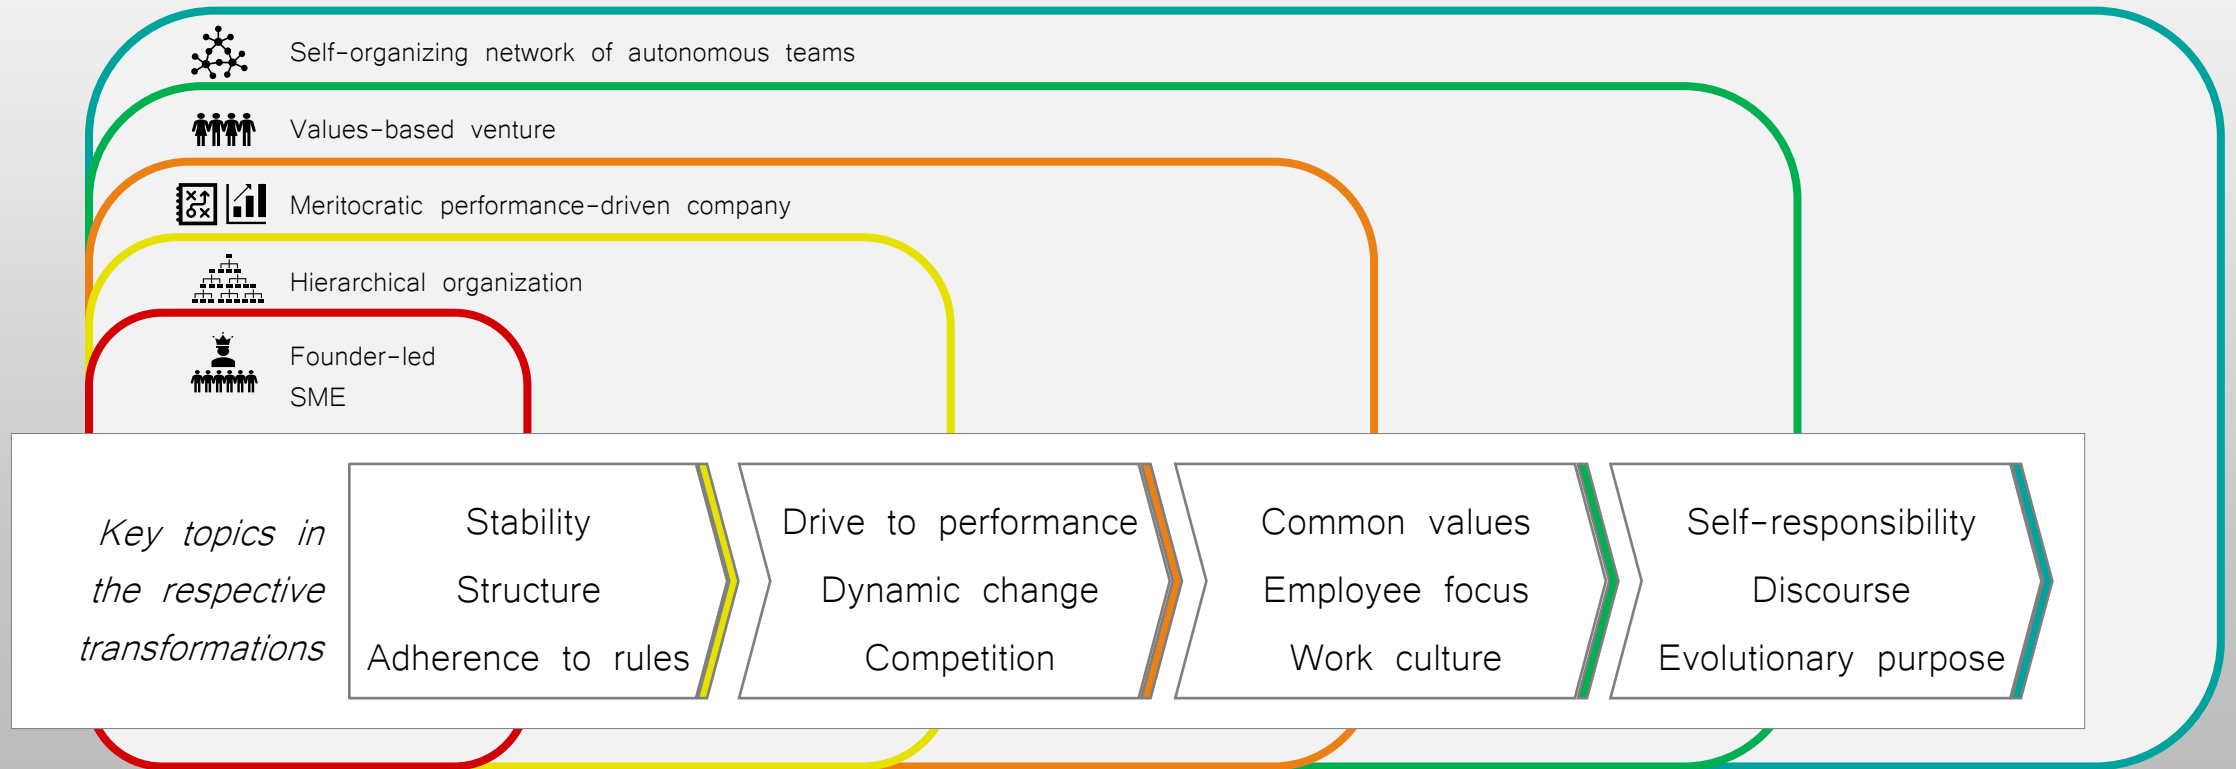 Self-organizing network of autonomous teams
Values-based venture
Meritocratic performance-driven company
Hierarchical organization
Founder-led
SME
Key topics in
the respective
transformations
Stability
Structure
Adherence to rules
Drive to performance
Dynamic change
Competition
Common values
Employee focus
Work culture
Self-responsibility
Discourse
Evolutionary purpose